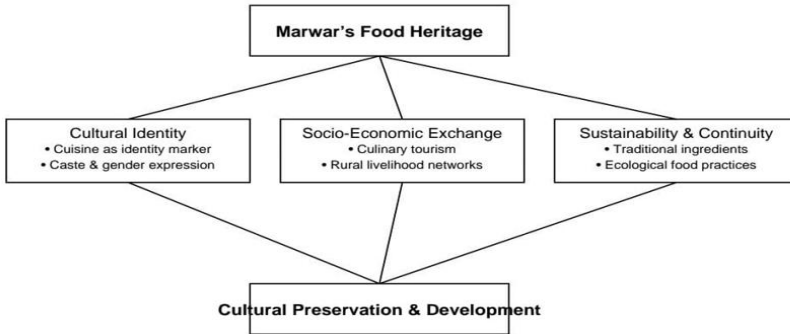 Marwar's Food Heritage
Cultural Identity
• Cuisine as identity marker
• Caste & gender expression
Socio-Economic Exchange
• Culinary tourism
• Rural livelihood networks
Sustainability & Continuity
• Traditional ingredients
• Ecological food practices
Cultural Preservation & Development